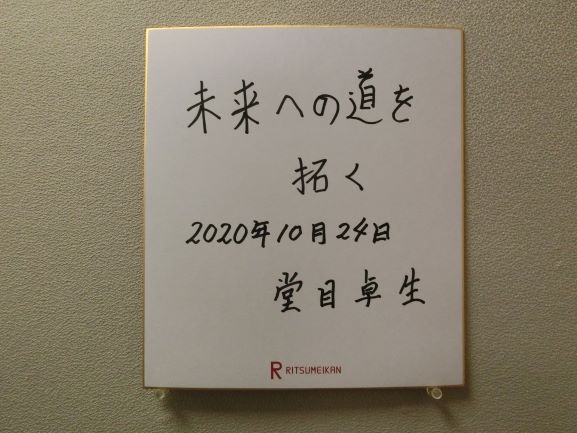 未来への道を
拓く
2020年10月24日
堂目卓生
R RITSUMEIKAN